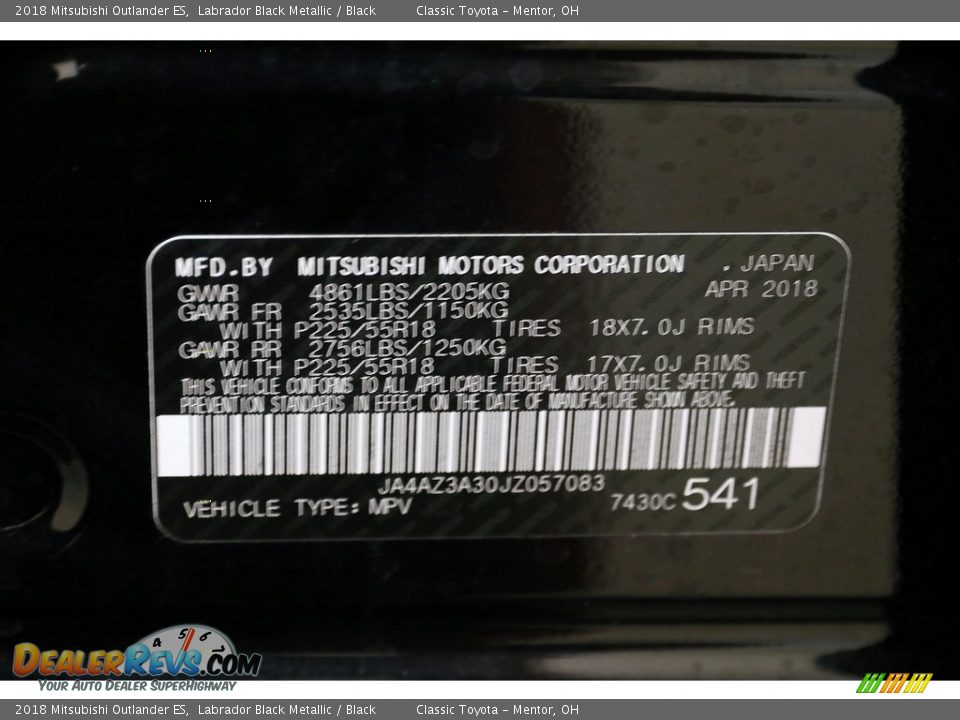 2018 Mitsubishi Outlander ES, Labrador Black Metallic / Black Classic Toyota – Mentor, OH
MFD.BY MITSUBISHI MOTORS CORPORATION .JAPAN
GVWR 4861LBS/2205KG APR 2018
GAWR FR 2535LBS/1150KG
WITH P225/55R18 TIRES 18X7.0J RIMS
GAWR RR 2756LBS/1250KG
WITH P225/55R18 TIRES 17X7.0J RIMS
THIS VEHICLE CONFORMS TO ALL APPLICABLE FEDERAL MOTOR VEHICLE SAFETY AND THEFT
PREVENTION STANDARDS IN EFFECT ON THE DATE OF MANUFACTURE SHOWN ABOVE.
JA4AZ3A30JZ057083
VEHICLE TYPE: MPV 7430C 541
4 5 6 7
DEALERREVS.COM
YOUR AUTO DEALER SUPERHIGHWAY
2018 Mitsubishi Outlander ES, Labrador Black Metallic / Black Classic Toyota – Mentor, OH